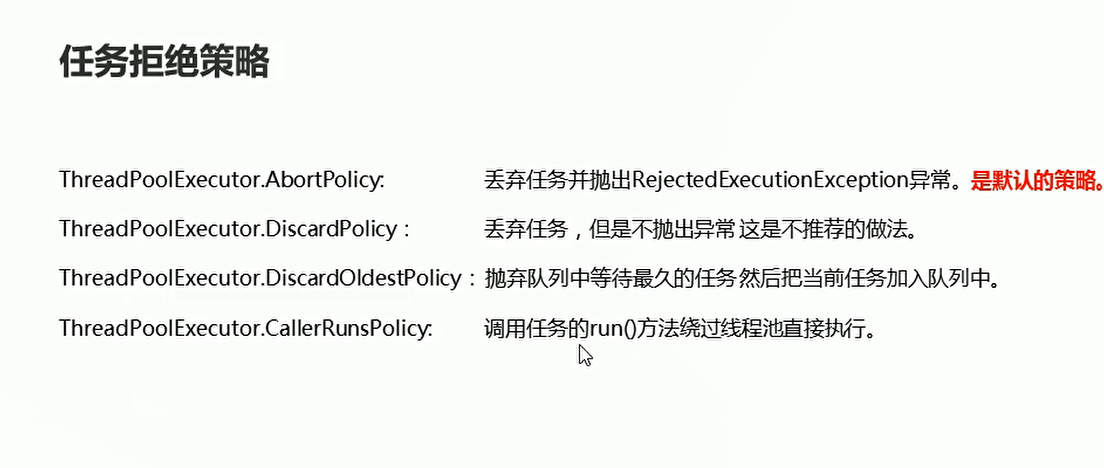 任务拒绝策略
ThreadPoolExecutor.AbortPolicy: 丢弃任务并抛出RejectedExecutionException异常。是默认的策略。
ThreadPoolExecutor.DiscardPolicy： 丢弃任务，但是不抛出异常 这是不推荐的做法。
ThreadPoolExecutor.DiscardOldestPolicy： 抛弃队列中等待最久的任务 然后把当前任务加入队列中。
ThreadPoolExecutor.CallerRunsPolicy: 调用任务的run()方法绕过线程池直接执行。